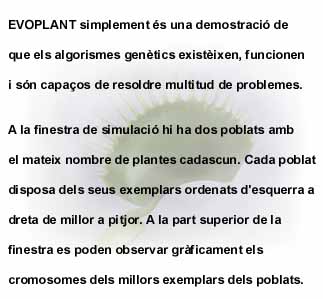 EVOPLANT simplement és una demostració de
que els algorismes genètics existèixen, funcionen
i són capaços de resoldre multitud de problemes.
A la finestra de simulació hi ha dos poblats amb
el mateix nombre de plantes cadascun. Cada poblat
disposa dels seus exemplars ordenats d'esquerra a
dreta de millor a pitjor. A la part superior de la
finestra es poden observar gràficament els
cromosomes dels millors exemplars dels poblats.